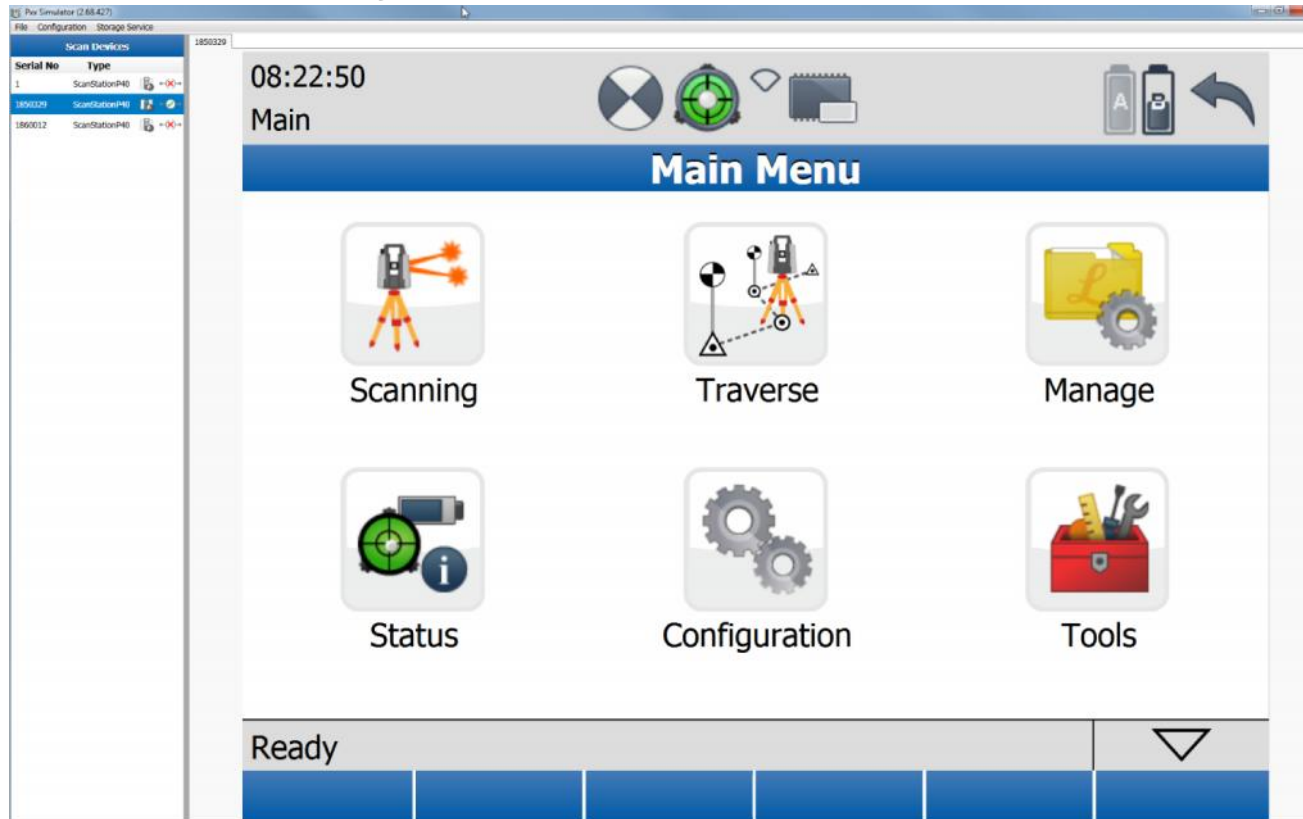 Pxx Simulator (2.68.427)
File Configuration Storage Service
Scan Devices
Serial No Type
1 ScanStationP40
1850329 ScanStationP40
1860012 ScanStationP40
1850329
08:22:50
Main
A B
Main Menu
Scanning Traverse Manage
Status Configuration Tools
Ready